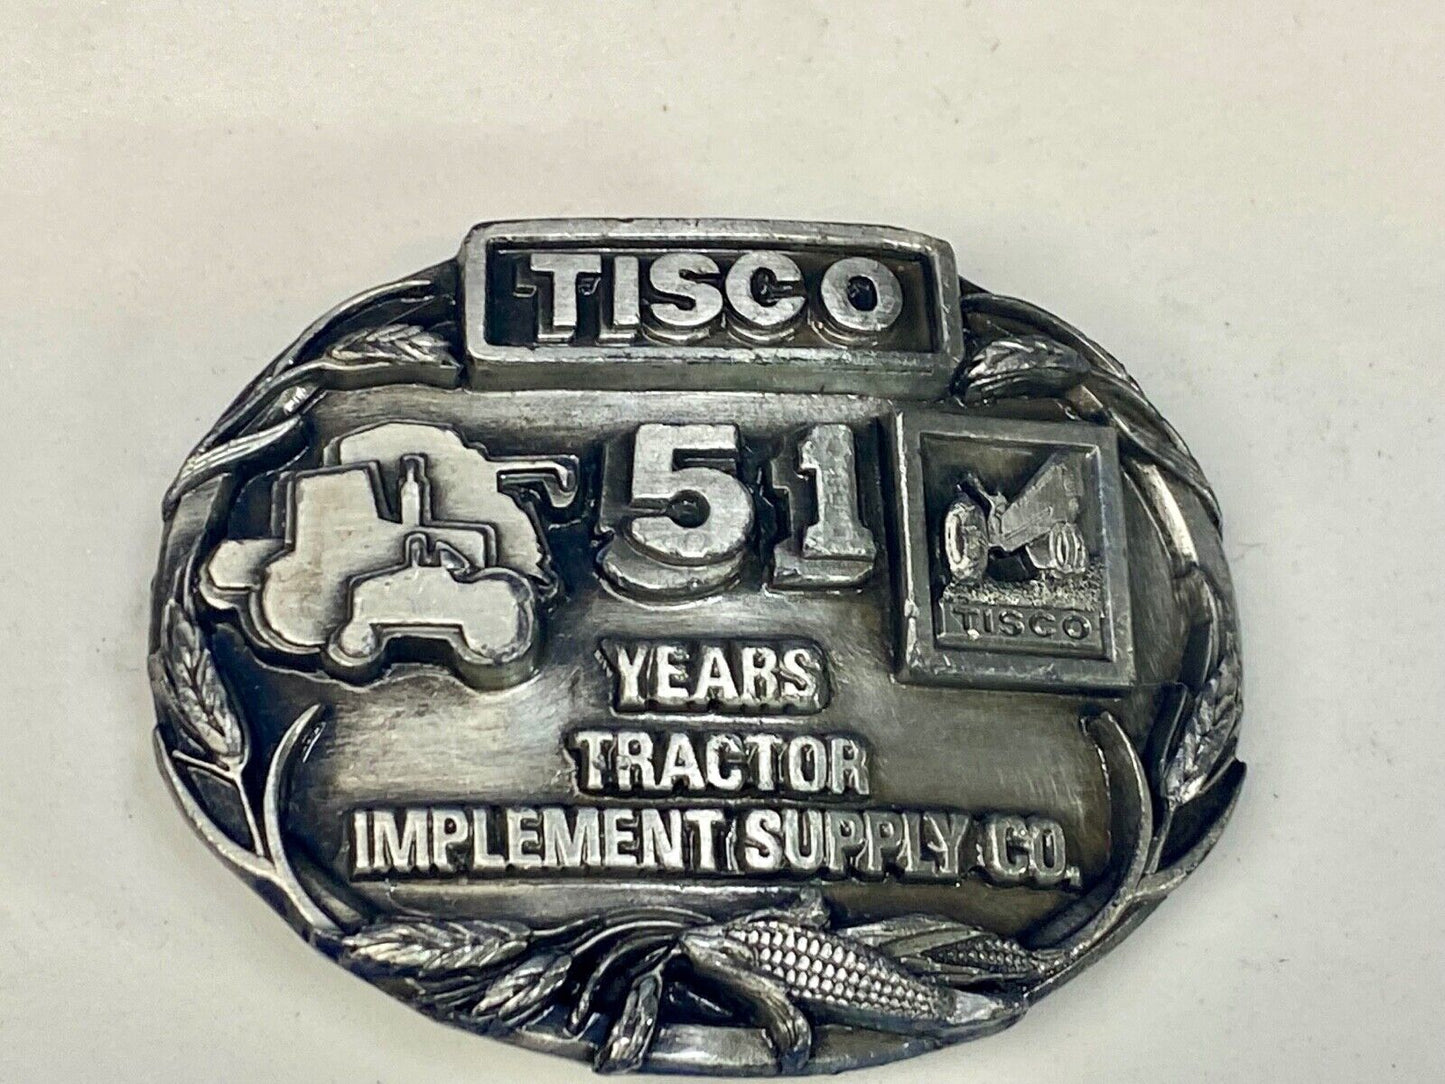 TISCO
51
TISCO
YEARS
TRACTOR
IMPLEMENT SUPPLY CO.